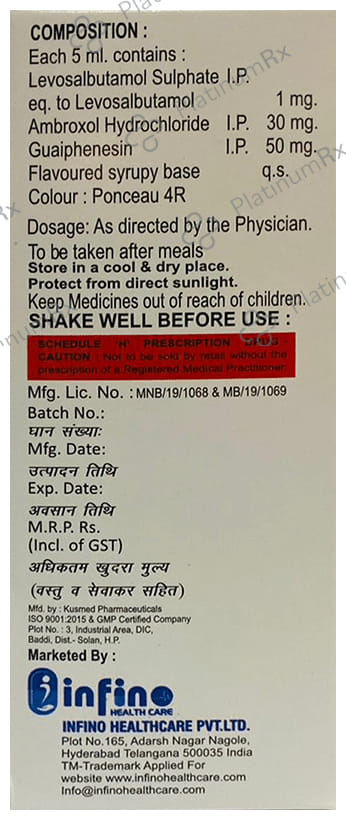 COMPOSITION :
Each 5 ml. contains :
Levosalbutamol Sulphate I.P.
eq. to Levosalbutamol 1 mg.
Ambroxol Hydrochloride I.P. 30 mg.
Guaiphenesin I.P. 50 mg.
Flavoured syrupy base q.s.
Colour : Ponceau 4R
Dosage: As directed by the Physician.
To be taken after meals
Store in a cool & dry place.
Protect from direct sunlight.
Keep Medicines out of reach of children.
SHAKE WELL BEFORE USE :
SCHEDULE 'H' PRESCRIPTION DRUG -
CAUTION : Not to be sold by retail without the
prescription of a Registered Medical Practitioner.
Mfg. Lic. No. : MNB/19/1068 & MB/19/1069
Batch No.:
घान संख्याः
Mfg. Date:
उत्पादन तिथि
Exp. Date:
अवसान तिथि
M.R.P. Rs.
(Incl. of GST)
अधिकतम खुदरा मुल्य
(वस्तु व सेवाकर सहित)
Mfd. by : Kusmed Pharmaceuticals
ISO 9001:2015 & GMP Certified Company
Plot No. : 3, Industrial Area, DIC,
Baddi, Dist.- Solan, H.P.
Marketed By :
infino
HEALTH CARE
INFINO HEALTHCARE PVT.LTD.
Plot No.165, Adarsh Nagar Nagole,
Hyderabad Telangana 500035 India
TM-Trademark Applied For
website www.infinohealthcare.com
Info@infinohealthcare.com
PlatinumRx
PlatinumRx
PlatinumRx